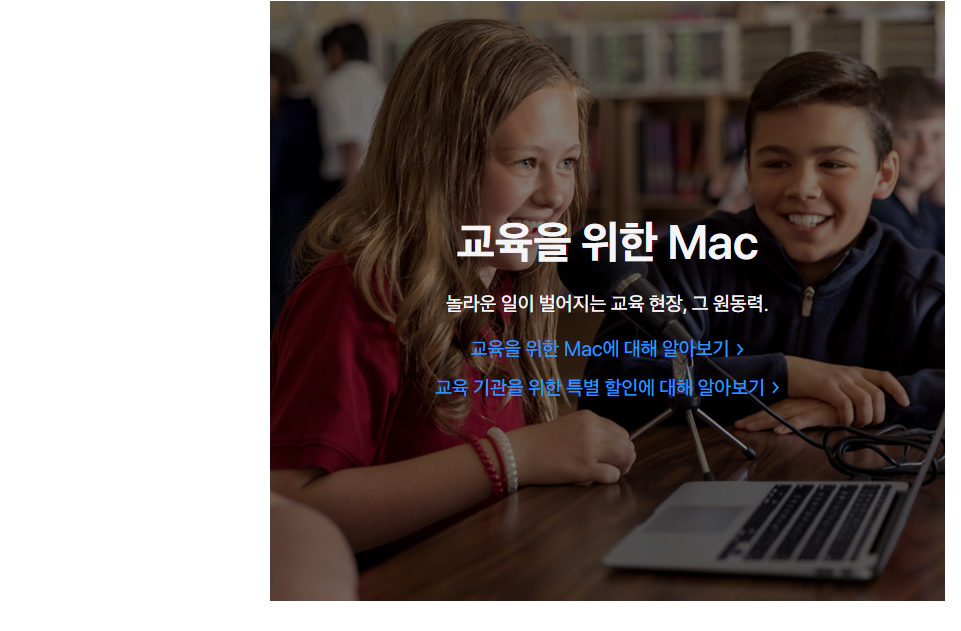 교육을 위한 Mac
놀라운 일이 벌어지는 교육 현장, 그 원동력.
교육을 위한 Mac에 대해 알아보기 >
교육 기관을 위한 특별 할인에 대해 알아보기 >